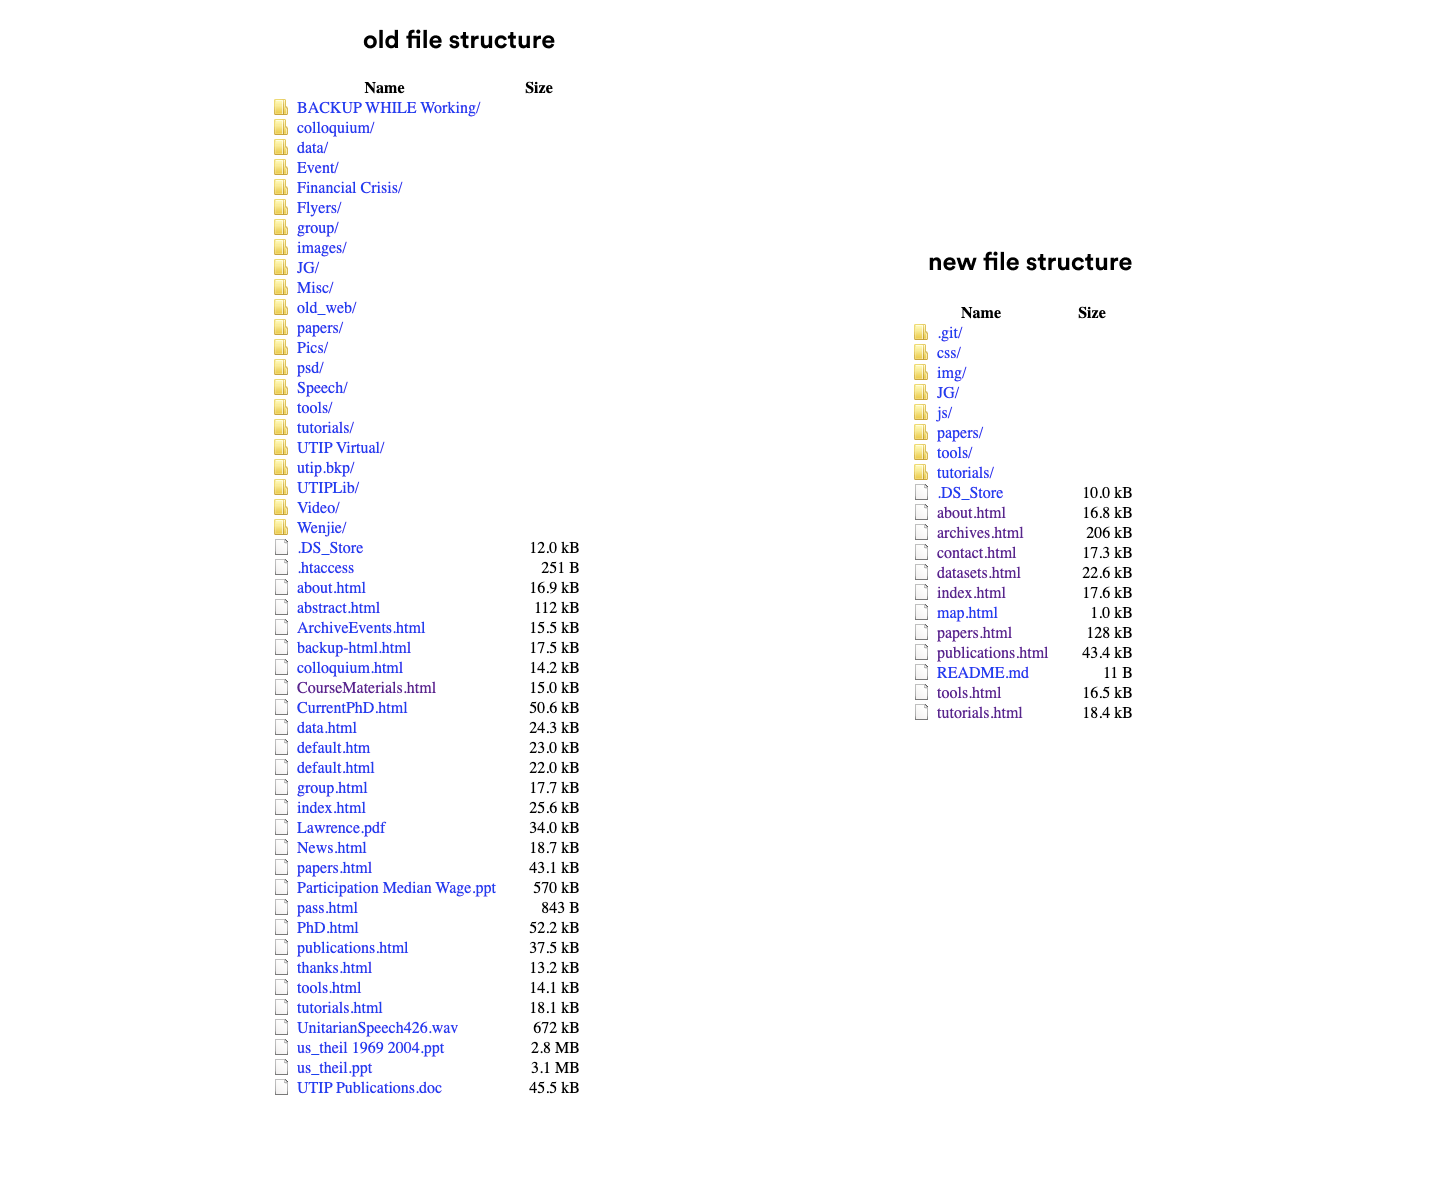 old file structure
Name Size
BACKUP WHILE Working/
colloquium/
data/
Event/
Financial Crisis/
Flyers/
group/
images/
JG/
Misc/
old_web/
papers/
Pics/
psd/
Speech/
tools/
tutorials/
UTIP Virtual/
utip.bkp/
UTIPLib/
Video/
Wenjie/
.DS_Store 12.0 kB
.htaccess 251 B
about.html 16.9 kB
abstract.html 112 kB
ArchiveEvents.html 15.5 kB
backup-html.html 17.5 kB
colloquium.html 14.2 kB
CourseMaterials.html 15.0 kB
CurrentPhD.html 50.6 kB
data.html 24.3 kB
default.htm 23.0 kB
default.html 22.0 kB
group.html 17.7 kB
index.html 25.6 kB
Lawrence.pdf 34.0 kB
News.html 18.7 kB
papers.html 43.1 kB
Participation Median Wage.ppt 570 kB
pass.html 843 B
PhD.html 52.2 kB
publications.html 37.5 kB
thanks.html 13.2 kB
tools.html 14.1 kB
tutorials.html 18.1 kB
UnitarianSpeech426.wav 672 kB
us_theil 1969 2004.ppt 2.8 MB
us_theil.ppt 3.1 MB
UTIP Publications.doc 45.5 kB
new file structure
Name Size
.git/
css/
img/
JG/
js/
papers/
tools/
tutorials/
.DS_Store 10.0 kB
about.html 16.8 kB
archives.html 206 kB
contact.html 17.3 kB
datasets.html 22.6 kB
index.html 17.6 kB
map.html 1.0 kB
papers.html 128 kB
publications.html 43.4 kB
README.md 11 B
tools.html 16.5 kB
tutorials.html 18.4 kB